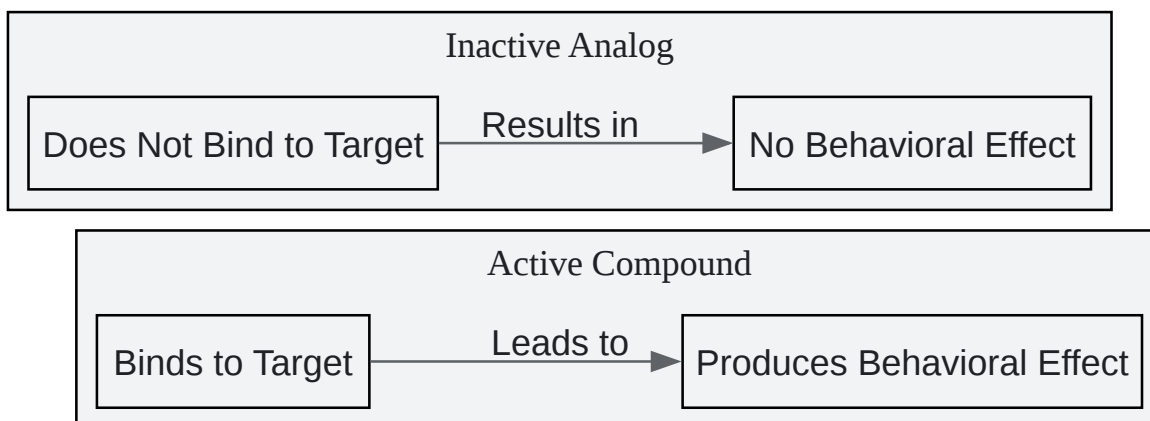 Inactive Analog
Does Not Bind to Target
Results in
No Behavioral Effect
Active Compound
Binds to Target
Leads to
Produces Behavioral Effect